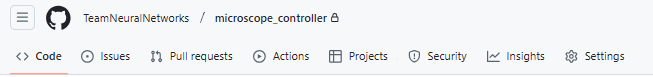 TeamNeuralNetworks / microscope_controller
Code Issues Pull requests Actions Projects Security Insights Settings